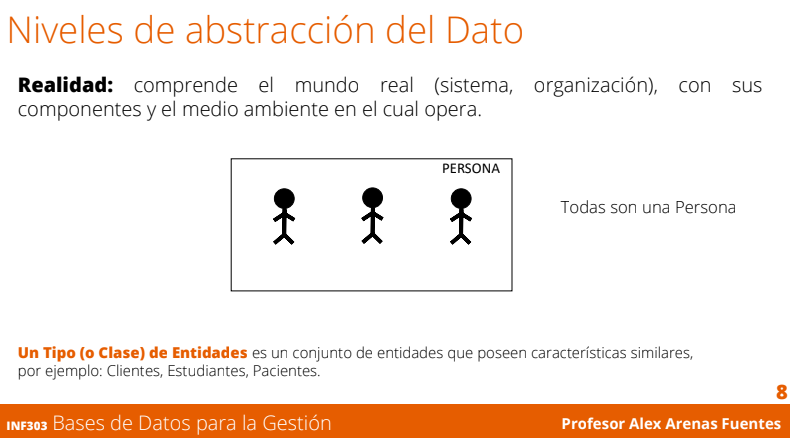 Niveles de abstracción del Dato
Realidad: comprende el mundo real (sistema, organización), con sus
componentes y el medio ambiente en el cual opera.
PERSONA
Todas son una Persona
Un Tipo (o Clase) de Entidades es un conjunto de entidades que poseen características similares,
por ejemplo: Clientes, Estudiantes, Pacientes.
8
INF303 Bases de Datos para la Gestión
Profesor Alex Arenas Fuentes